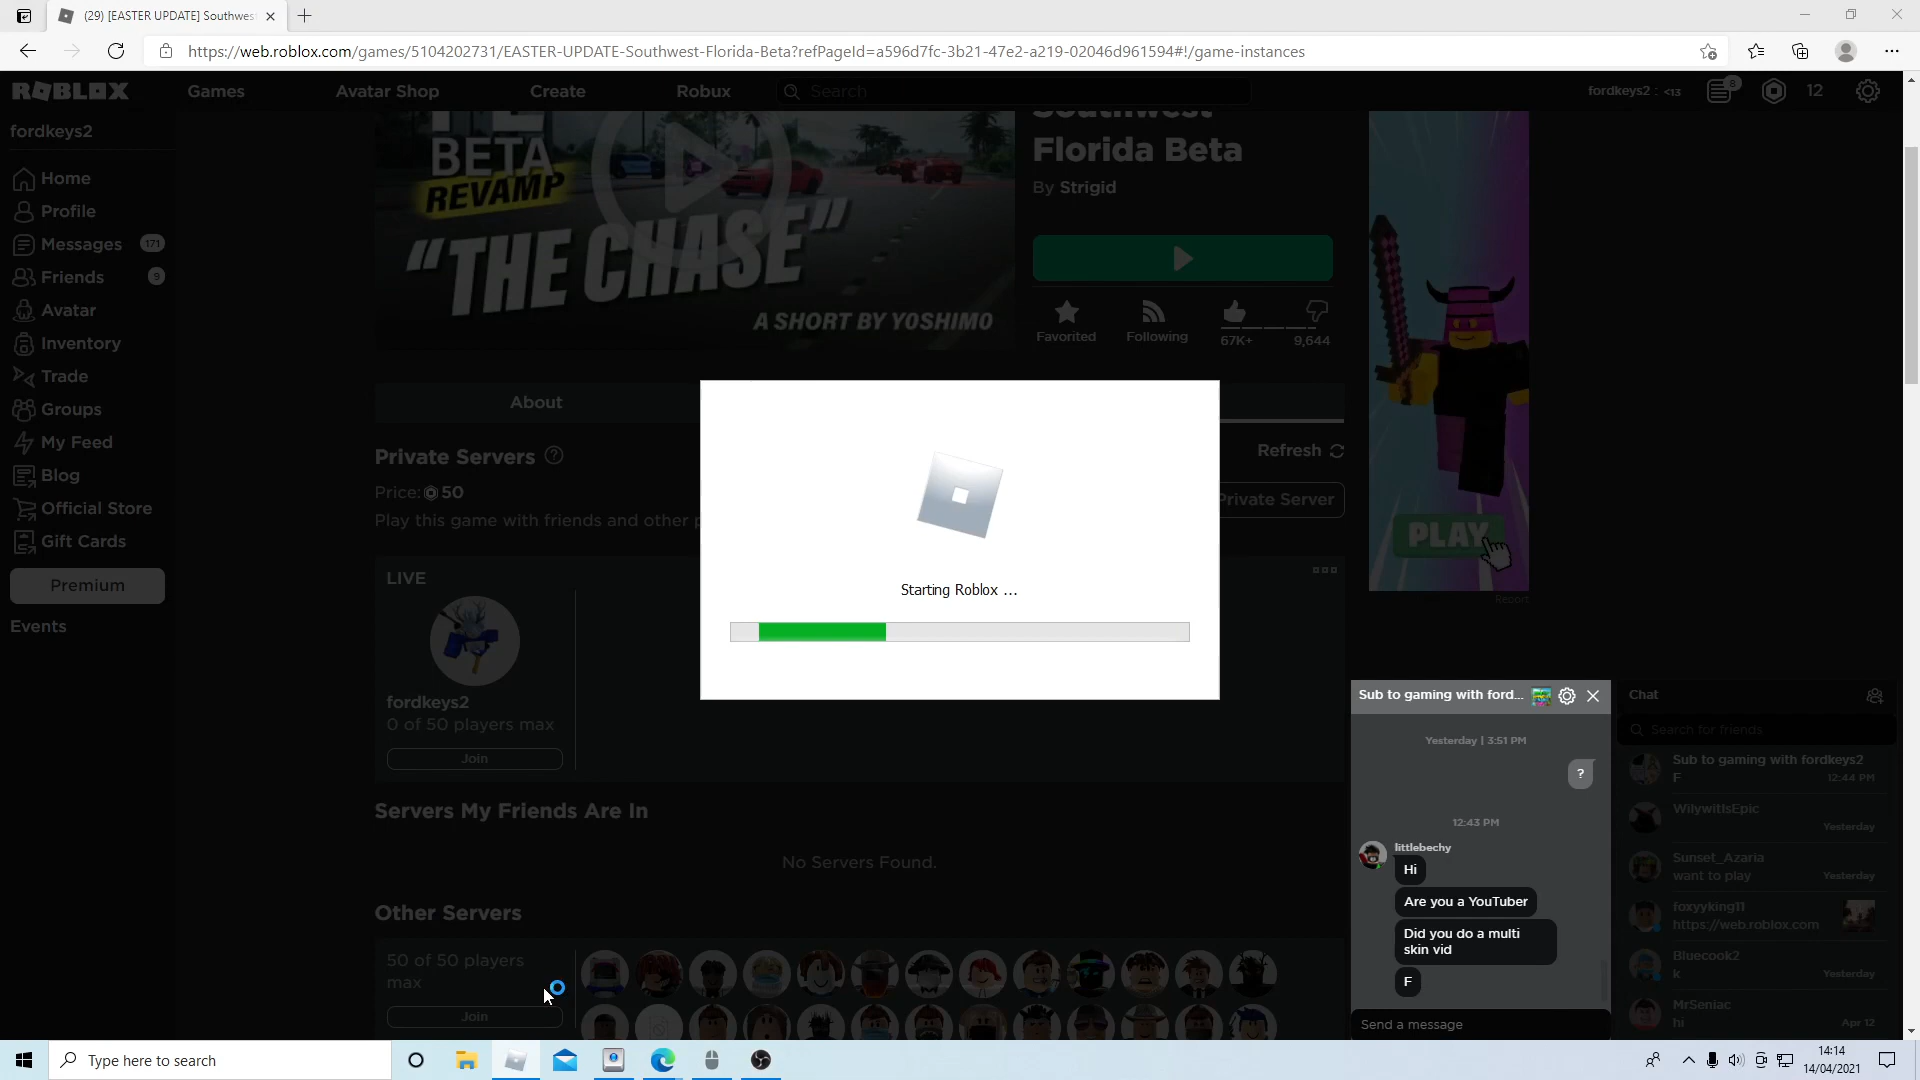 (29) [EASTER UPDATE] Southwes
https://web.roblox.com/games/5104202731/EASTER-UPDATE-Southwest-Florida-Beta?refPageId=a596d7fc-3b21-47e2-a219-02046d961594#!/game-instances
ROBLOX
Games
Avatar Shop
Create
Robux
Search
fordkeys2 : <13
8
12
fordkeys2
Home
Profile
Messages 171
Friends 9
Avatar
Inventory
Trade
Groups
My Feed
Blog
Official Store
Gift Cards
Premium
Events
BETA
REVAMP
"THE CHASE"
A SHORT BY YOSHIMO
Southwest
Florida Beta
By Strigid
Favorited
Following
67K+
9,644
PLAY
Report
About
Private Servers
Refresh
Price: 50
Play this game with friends and other p
Private Server
LIVE
fordkeys2
0 of 50 players max
Join
Starting Roblox ...
Servers My Friends Are In
No Servers Found.
Other Servers
50 of 50 players
max
Join
Sub to gaming with ford...
Yesterday | 3:51 PM
?
12:43 PM
littlebechy
Hi
Are you a YouTuber
Did you do a multi
skin vid
F
Send a message
Chat
Search for friends
Sub to gaming with fordkeys2
F 12:44 PM
WilywitIsEpic
Yesterday
Sunset_Azaria
want to play Yesterday
foxyyking11
https://web.roblox.com
Bluecook2
k Yesterday
MrSeniac
hi Apr 12
Type here to search
14:14
14/04/2021